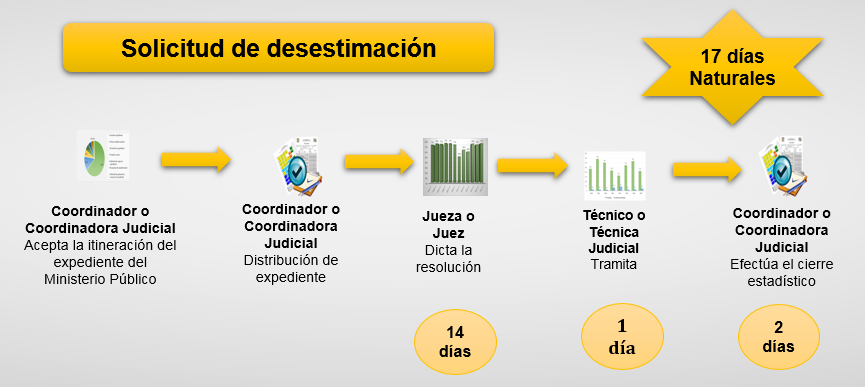 Solicitud de desestimación
17 días
Naturales
Coordinador o
Coordinadora Judicial
Acepta la itineración del
expediente del
Ministerio Público
Coordinador o
Coordinadora
Judicial
Distribución de
expediente
Jueza o
Juez
Dicta la
resolución
Técnico o
Técnica
Judicial
Tramita
Coordinador o
Coordinadora
Judicial
Efectúa el cierre
estadístico
14
días
1
día
2
días